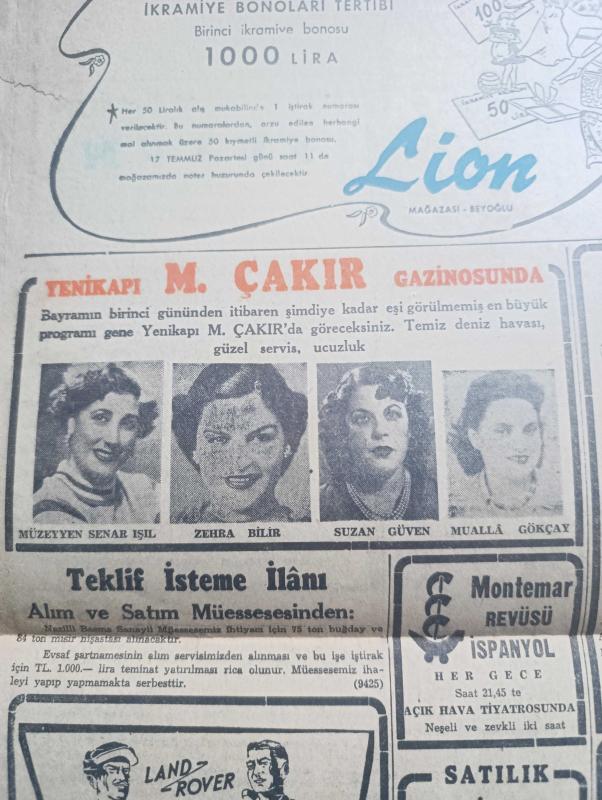 İKRAMİYE BONOLARI TERTİBİ
Birinci ikramiye bonosu
1000 LİRA
100
50
LİRA
Her 50 Liralık alış mukabilinde 1 iştirak numarası
verilecektir. Bu numaralardan, arzu edilen herhangi
mal alınmak üzere 50 kıymetli ikramiye bonosu,
17 TEMMUZ Pazartesi günü saat 11 de
mağazamızda noter huzurunda çekilecektir
Lion
MAĞAZASI - BEYOĞLU
YENİKAPI M. ÇAKIR GAZİNOSUNDA
Bayramın birinci gününden itibaren şimdiye kadar eşi görülmemiş en büyük
programı gene Yenikapı M. ÇAKIR'da göreceksiniz. Temiz deniz havası,
güzel servis, ucuzluk
MÜZEYYEN SENAR IŞIL
ZEHRA BİLİR
SUZAN GÜVEN
MUALLÂ GÖKÇAY
Teklif İsteme İlânı
Alım ve Satım Müessesesinden:
Nazilli Basma Sanayii Müessesemiz ihtiyacı için 75 ton buğday ve
84 ton mısır nişastası alınacaktır.
Evsaf şartnamesinin alım servisimizden alınması ve bu işe iştirak
için TL. 1.000.— lira teminat yatırılması rica olunur. Müessesemiz iha-
leyi yapıp yapmamakta serbesttir. (9425)
Montemar
REVÜSÜ
İSPANYOL
HER GECE
Saat 21,45 te
AÇIK HAVA TİYATROSUNDA
Neşeli ve zevkli iki saat
LAND
ROVER
SATILIK